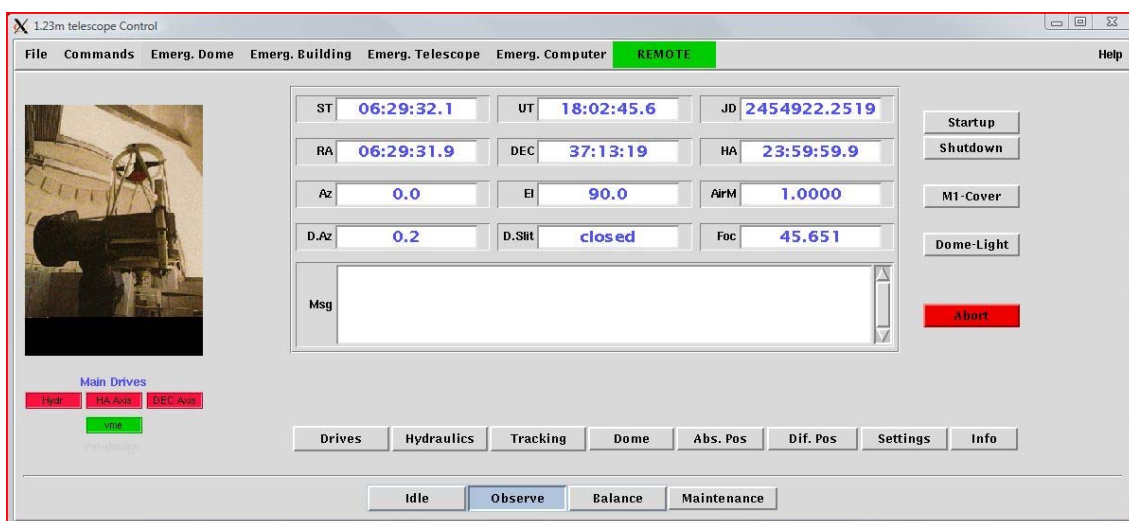 1.23m telescope Control
File Commands Emerg. Dome Emerg. Building Emerg. Telescope Emerg. Computer REMOTE Help
ST 06:29:32.1 UT 18:02:45.6 JD 2454922.2519
Startup
RA 06:29:31.9 DEC 37:13:19 HA 23:59:59.9
Shutdown
Az 0.0 El 90.0 AirM 1.0000
M1-Cover
D.Az 0.2 D.Slit closed Foc 45.651
Dome-Light
Msg
Abort
Main Drives
Hydr HA Axis DEC Axis
vme
rw-design
Drives Hydraulics Tracking Dome Abs. Pos Dif. Pos Settings Info
Idle Observe Balance Maintenance